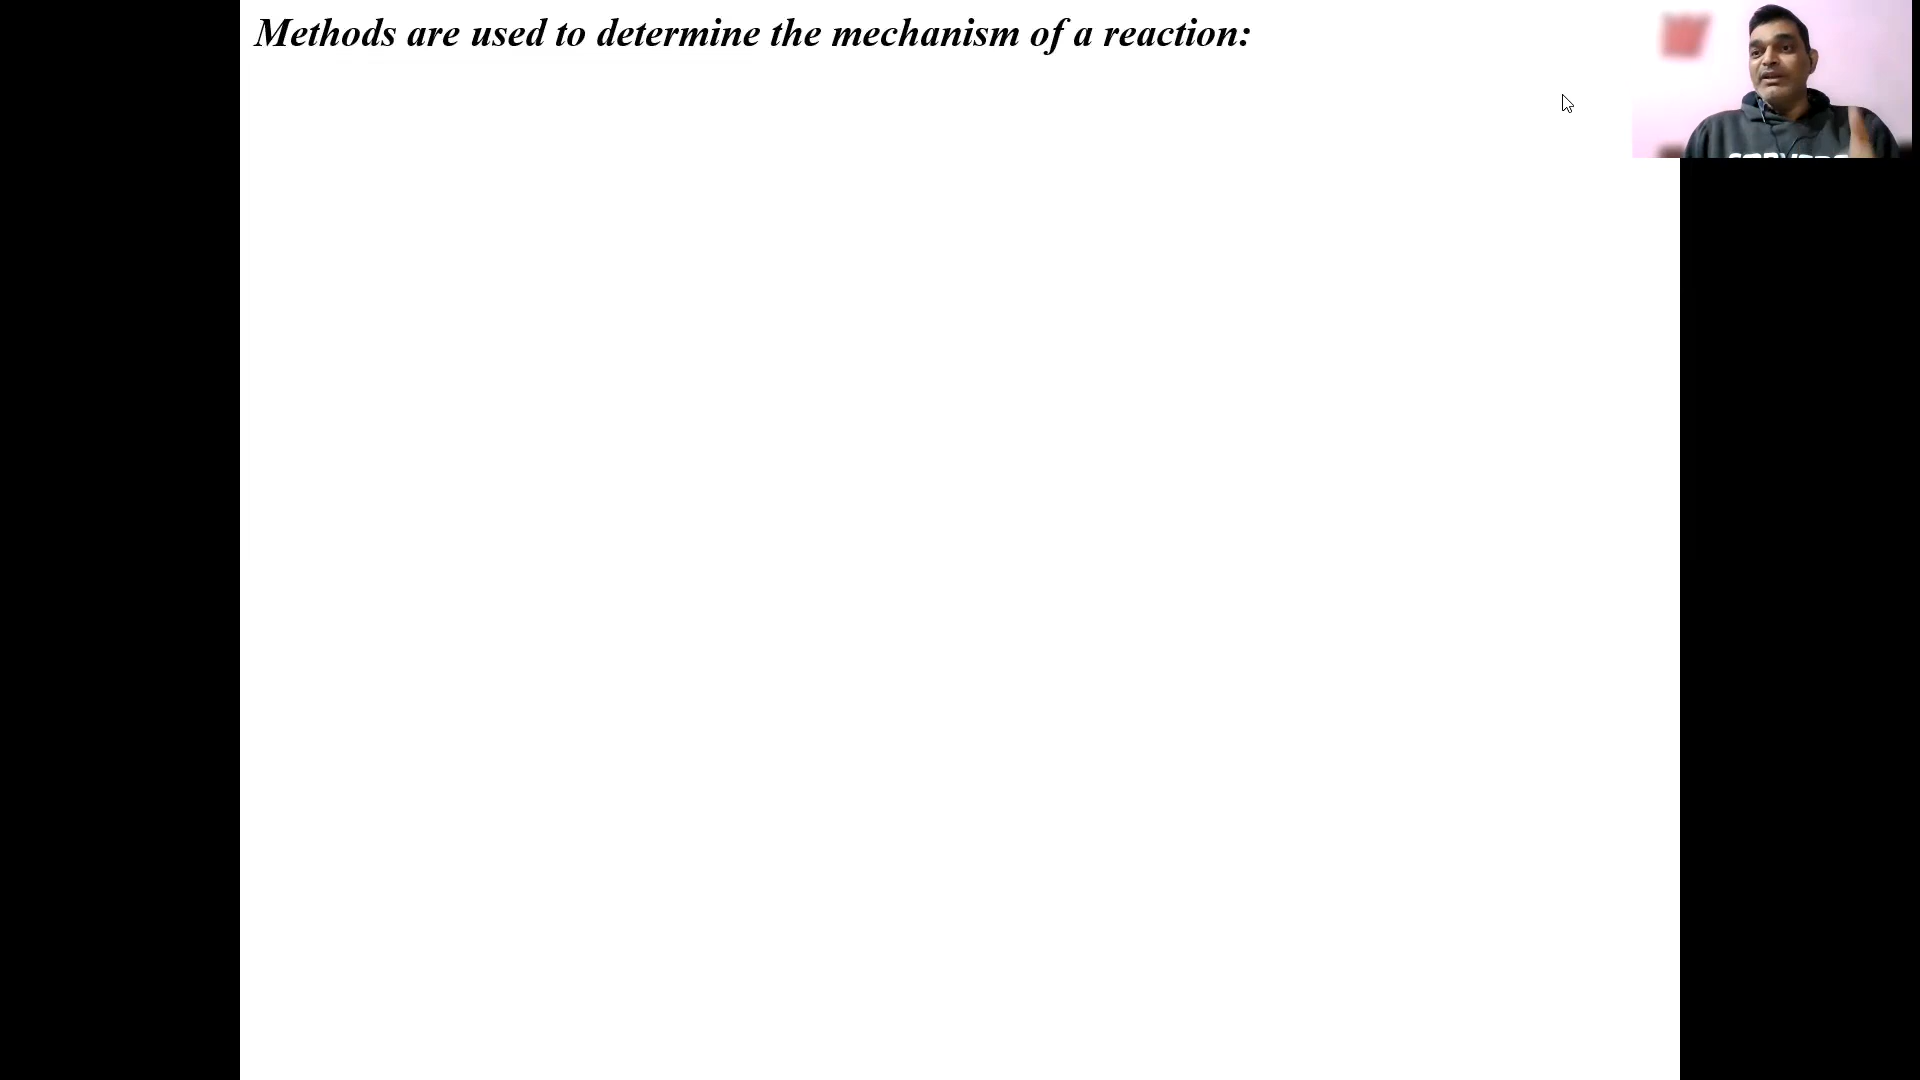 Methods are used to determine the mechanism of a reaction: